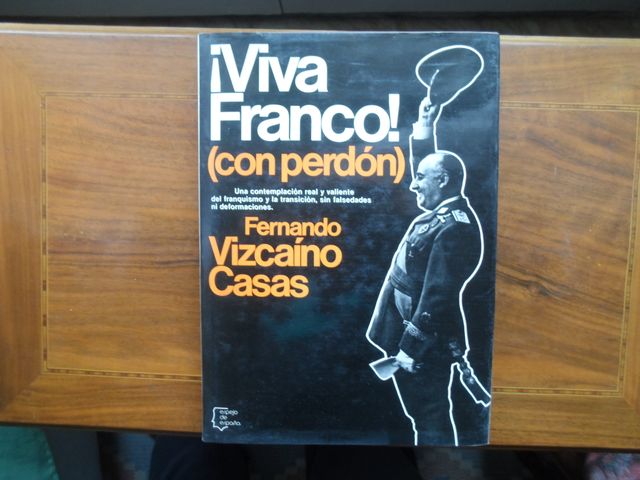 ¡Viva
Franco!
(con perdón)
Una contemplación real y valiente
del franquismo y la transición, sin falsedades
ni deformaciones.
Fernando
Vizcaíno
Casas
espejo
de
españa